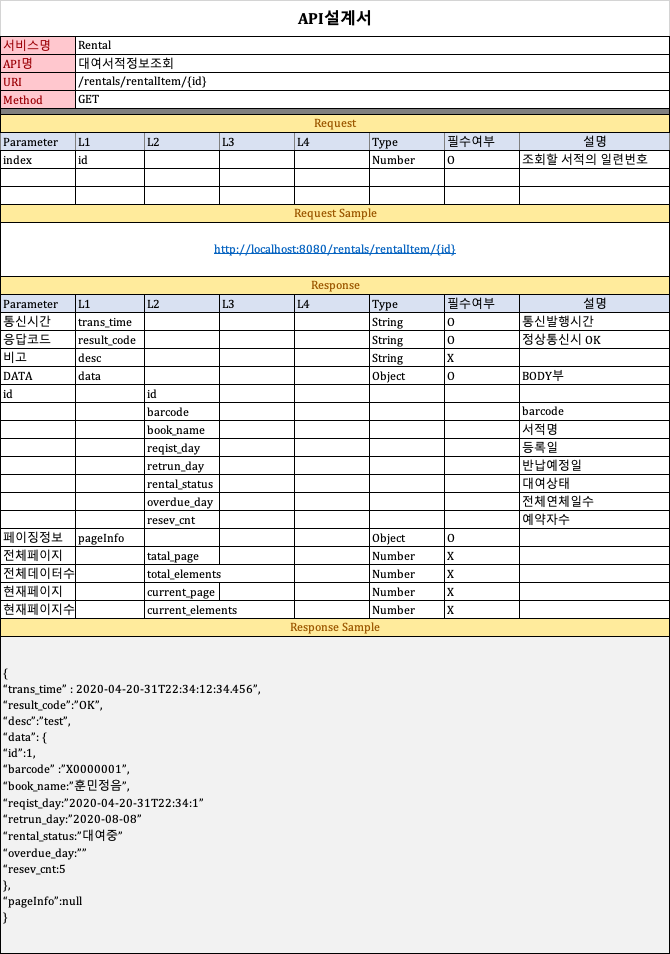 API설계서
서비스명 Rental
API명 대여서적정보조회
URI /rentals/rentalItem/{id}
Method GET
Request
Parameter L1 L2 L3 L4 Type 필수여부 설명
index id Number O 조회할 서적의 일련번호
Request Sample
http://localhost:8080/rentals/rentalItem/{id}
Response
Parameter L1 L2 L3 L4 Type 필수여부 설명
통신시간 trans_time String O 통신발행시간
응답코드 result_code String O 정상통신시 OK
비고 desc String X
DATA data Object O BODY부
id id
barcode barcode
book_name 서적명
reqist_day 등록일
retrun_day 반납예정일
rental_status 대여상태
overdue_day 전체연체일수
resev_cnt 예약자수
페이징정보 pageInfo Object O
전체페이지 tatal_page Number X
전체데이터수 total_elements Number X
현재페이지 current_page Number X
현재페이지수 current_elements Number X
Response Sample
{
“trans_time” : 2020-04-20-31T22:34:12:34.456”,
“result_code”:”OK”,
“desc”:”test”,
“data”: {
“id”:1,
“barcode” :”X0000001”,
“book_name:”훈민정음”,
“reqist_day:”2020-04-20-31T22:34:1”
“retrun_day:”2020-08-08”
“rental_status:”대여중”
“overdue_day:””
“resev_cnt:5
},
“pageInfo”:null
}